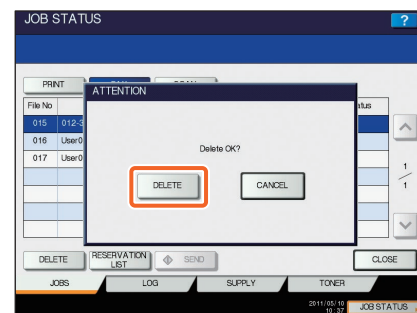 JOB STATUS
?
PRINT
ATTENTION
File No
015 012-3
016 User0
017 User0
Delete OK?
DELETE
CANCEL
1
1
DELETE
RESERVATION
LIST
SEND
CLOSE
JOBS
LOG
SUPPLY
TONER
2011/05/10
10:37
JOB STATUS